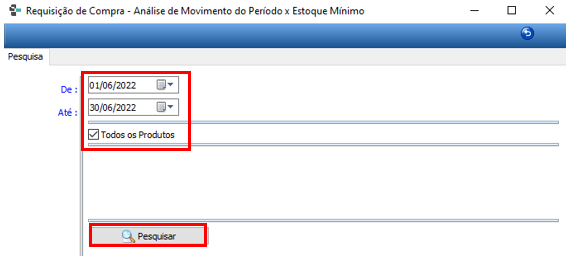 Requisição de Compra - Análise de Movimento do Período x Estoque Mínimo
Pesquisa
De : 01/06/2022
Até : 30/06/2022
Todos os Produtos
Pesquisar